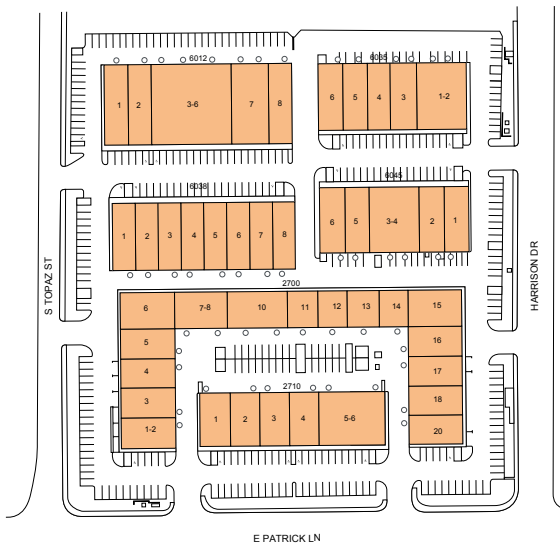 6012
1 2 3-6 7 8
6035
6 5 4 3 1-2
6038
1 2 3 4 5 6 7 8
6045
6 5 3-4 2 1
S TOPAZ ST
HARRISON DR
2700
6 7-8 10 11 12 13 14 15
5 16
4 17
3 18
1-2 20
2710
1 2 3 4 5-6
E PATRICK LN